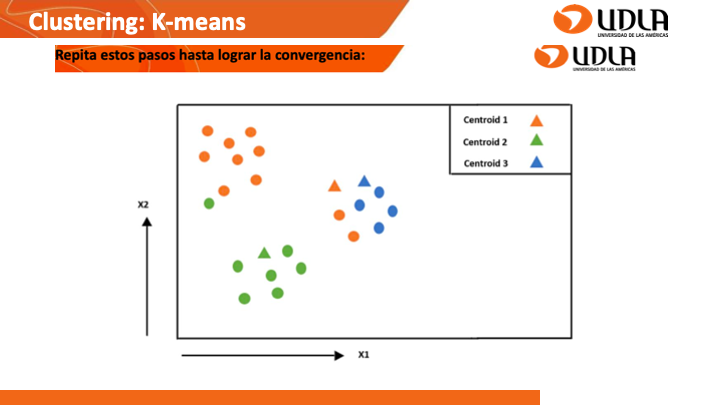 Clustering: K-means
UDLA
UNIVERSIDAD DE LAS AMÉRICAS
Repita estos pasos hasta lograr la convergencia:
UDLA
UNIVERSIDAD DE LAS AMÉRICAS
Centroid 1
Centroid 2
Centroid 3
X2
X1